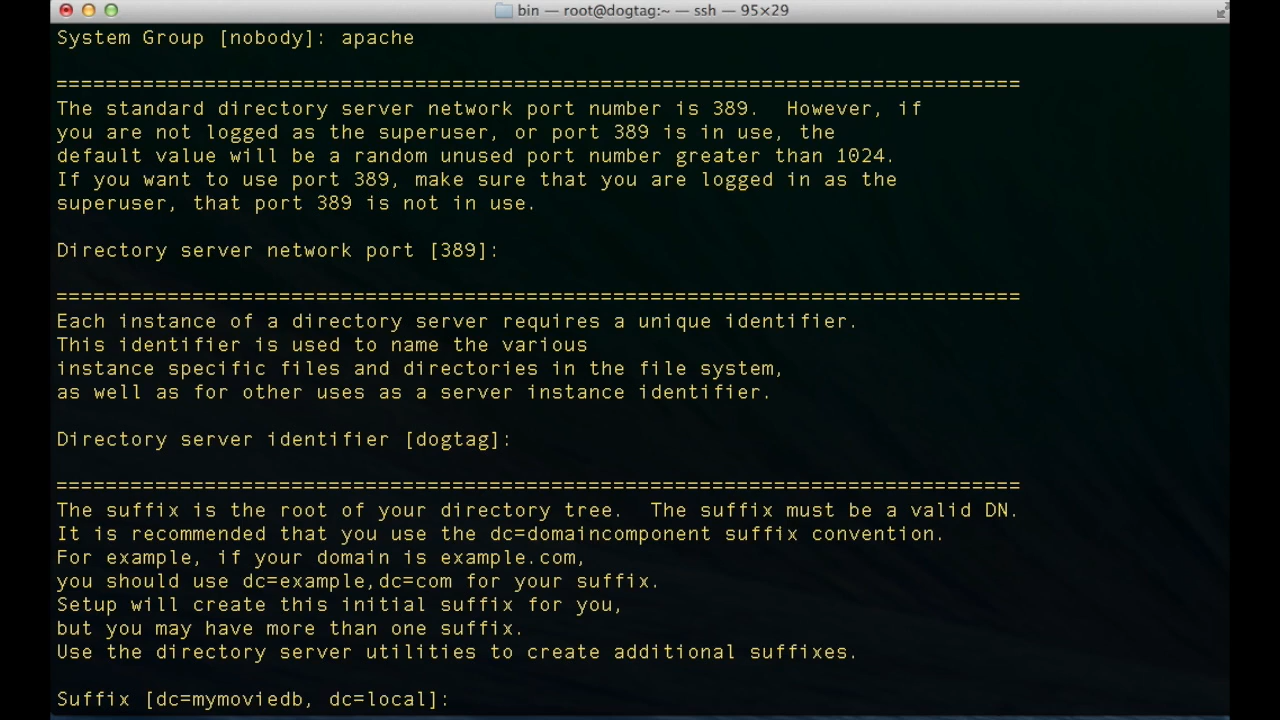 bin — root@dogtag:~ — ssh — 95×29
System Group [nobody]: apache
==============================================================================
The standard directory server network port number is 389.  However, if
you are not logged as the superuser, or port 389 is in use, the
default value will be a random unused port number greater than 1024.
If you want to use port 389, make sure that you are logged in as the
superuser, that port 389 is not in use.
Directory server network port [389]:
==============================================================================
Each instance of a directory server requires a unique identifier.
This identifier is used to name the various
instance specific files and directories in the file system,
as well as for other uses as a server instance identifier.
Directory server identifier [dogtag]:
==============================================================================
The suffix is the root of your directory tree.  The suffix must be a valid DN.
It is recommended that you use the dc=domaincomponent suffix convention.
For example, if your domain is example.com,
you should use dc=example,dc=com for your suffix.
Setup will create this initial suffix for you,
but you may have more than one suffix.
Use the directory server utilities to create additional suffixes.
Suffix [dc=mymoviedb, dc=local]: